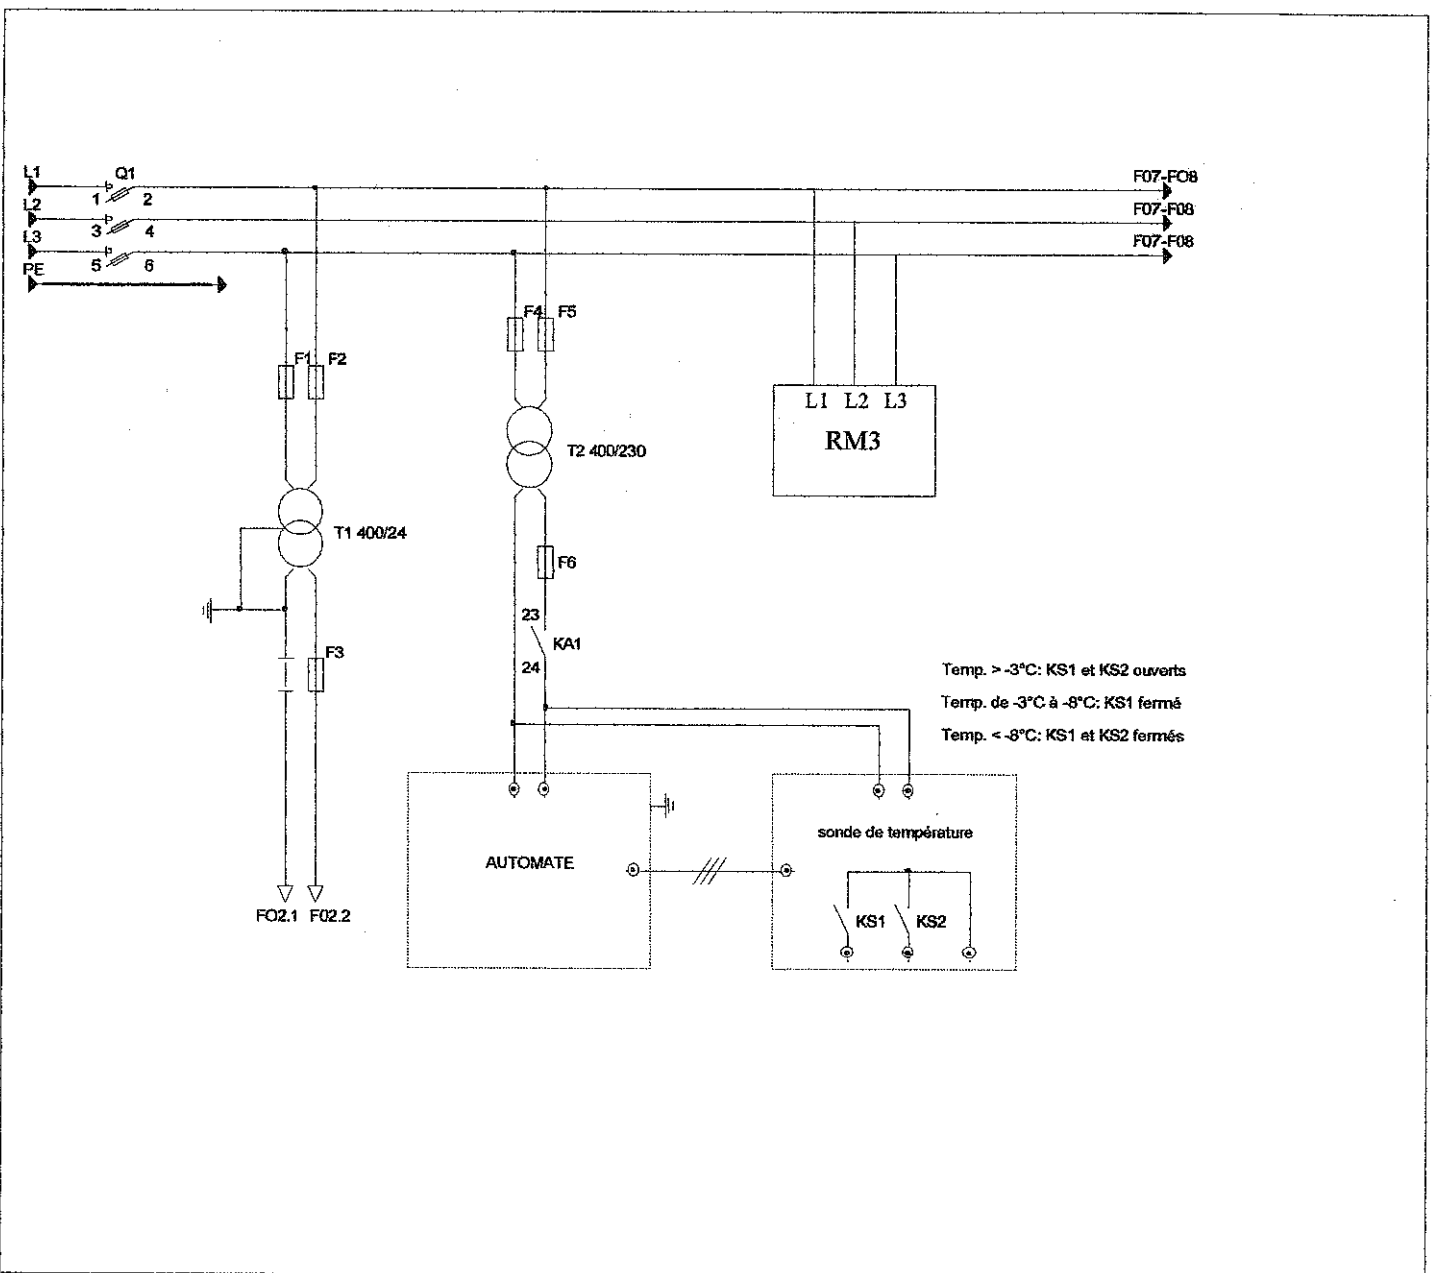 L1
Q1
1
2
L2
3
4
L3
5
6
PE
F07-FO8
F07-F08
F07-F08
F1
F2
F4
F5
L1 L2 L3
RM3
T2 400/230
T1 400/24
F6
23
KA1
24
F3
Temp. > -3°C: KS1 et KS2 ouverts
Temp. de -3°C à -8°C: KS1 fermé
Temp. < -8°C: KS1 et KS2 fermés
sonde de température
AUTOMATE
KS1
KS2
FO2.1
F02.2